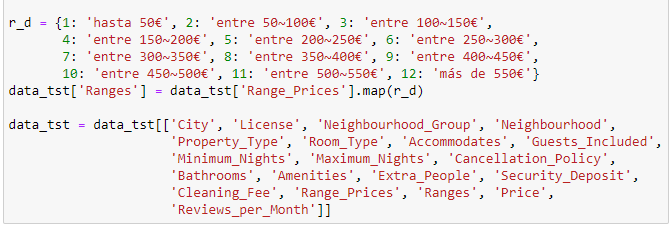 r_d = {1: 'hasta 50€', 2: 'entre 50~100€', 3: 'entre 100~150€',
4: 'entre 150~200€', 5: 'entre 200~250€', 6: 'entre 250~300€',
7: 'entre 300~350€', 8: 'entre 350~400€', 9: 'entre 400~450€',
10: 'entre 450~500€', 11: 'entre 500~550€', 12: 'más de 550€'}
data_tst['Ranges'] = data_tst['Range_Prices'].map(r_d)
data_tst = data_tst[['City', 'License', 'Neighbourhood_Group', 'Neighbourhood',
'Property_Type', 'Room_Type', 'Accommodates', 'Guests_Included',
'Minimum_Nights', 'Maximum_Nights', 'Cancellation_Policy',
'Bathrooms', 'Amenities', 'Extra_People', 'Security_Deposit',
'Cleaning_Fee', 'Range_Prices', 'Ranges', 'Price',
'Reviews_per_Month']]